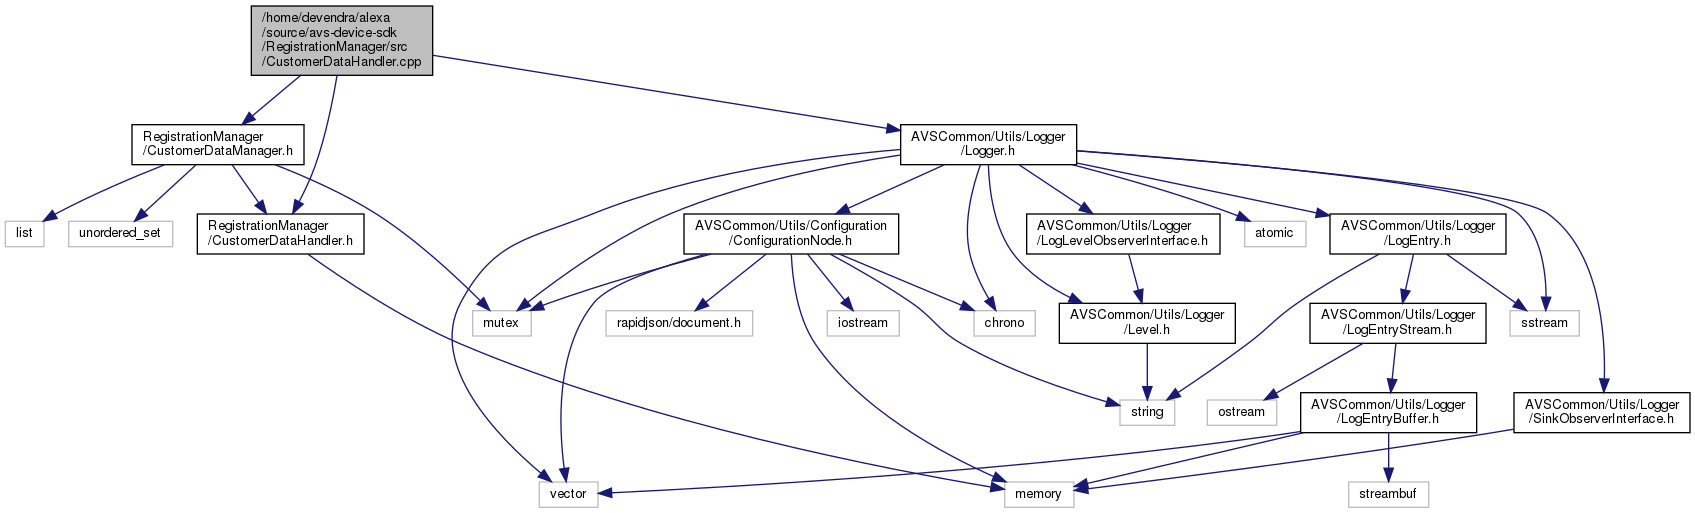 /home/devendra/alexa
/source/avs-device-sdk
/RegistrationManager/src
/CustomerDataHandler.cpp
RegistrationManager
/CustomerDataManager.h
AVSCommon/Utils/Logger
/Logger.h
list
unordered_set
RegistrationManager
/CustomerDataHandler.h
AVSCommon/Utils/Configuration
/ConfigurationNode.h
AVSCommon/Utils/Logger
/LogLevelObserverInterface.h
atomic
AVSCommon/Utils/Logger
/LogEntry.h
mutex
rapidjson/document.h
iostream
chrono
AVSCommon/Utils/Logger
/Level.h
AVSCommon/Utils/Logger
/LogEntryStream.h
sstream
string
ostream
AVSCommon/Utils/Logger
/LogEntryBuffer.h
AVSCommon/Utils/Logger
/SinkObserverInterface.h
vector
memory
streambuf